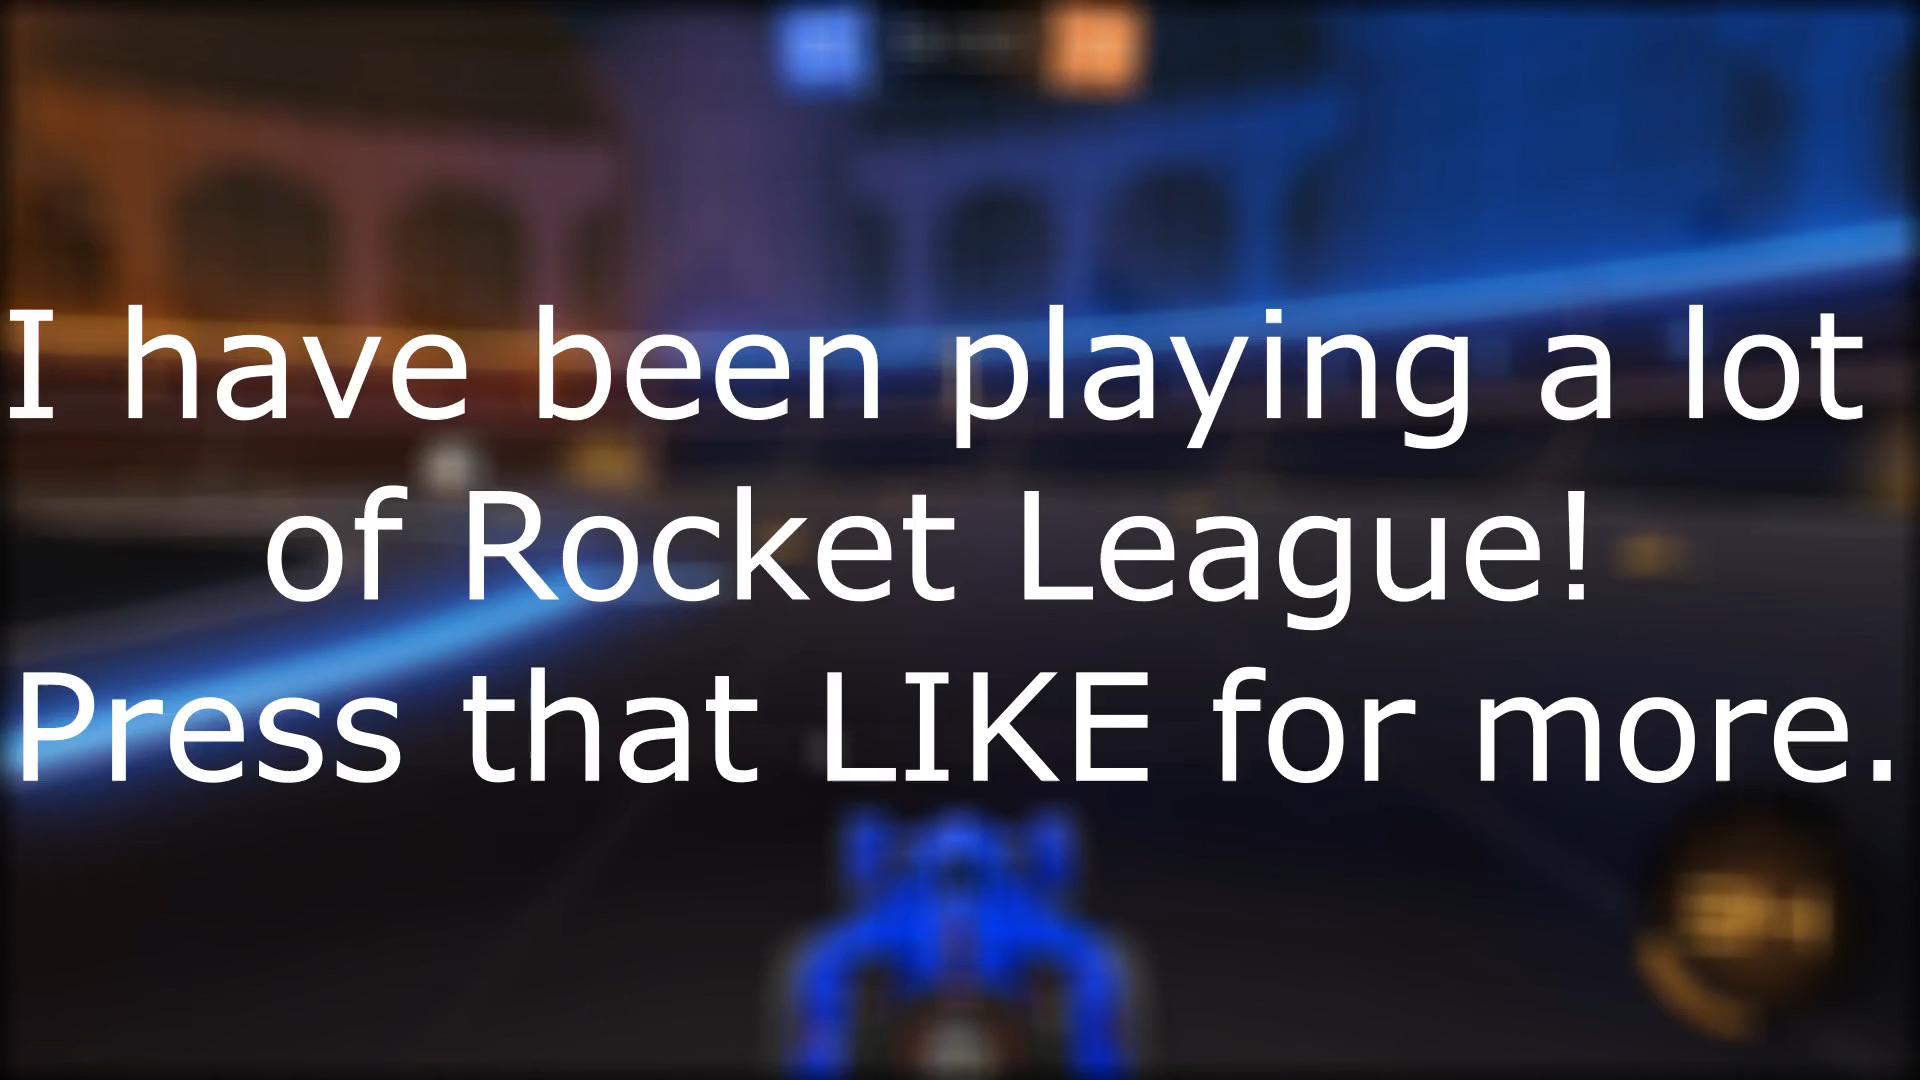 I have been playing a lot
of Rocket League!
Press that LIKE for more.